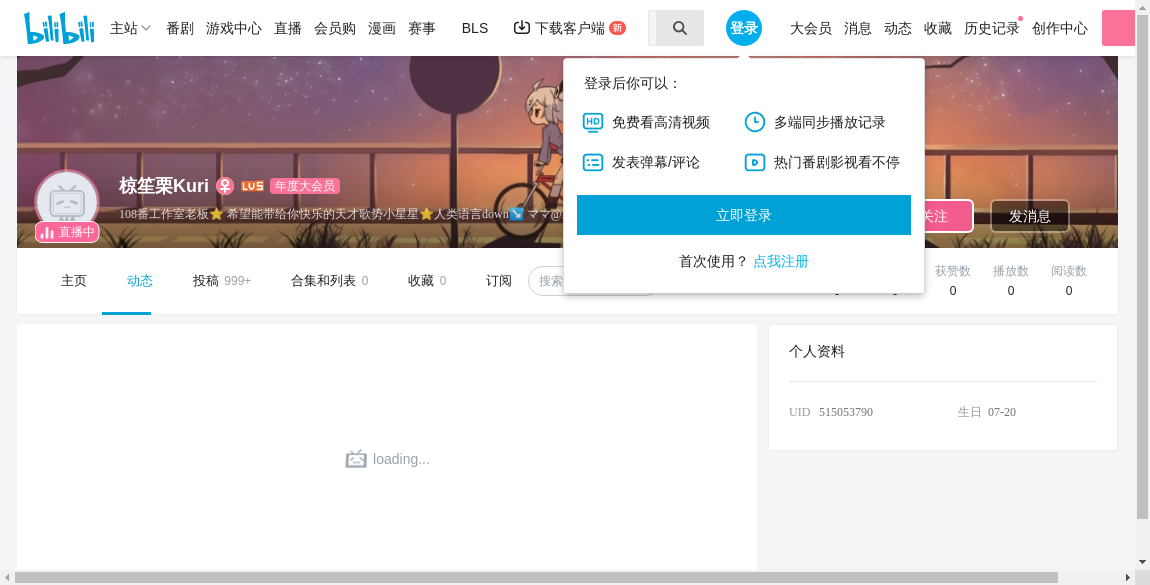 bilibili 主站 番剧 游戏中心 直播 会员购 漫画 赛事 BLS 下载客户端 新 登录 大会员 消息 动态 收藏 历史记录 创作中心
登录后你可以：
HD 免费看高清视频 多端同步播放记录
发表弹幕/评论 热门番剧影视看不停
立即登录
首次使用？ 点我注册
椋笙栗Kuri LV5 年度大会员
108番工作室老板⭐ 希望能带给你快乐的天才歌势小星星⭐人类语言down↘ ママ@
直播中
关注 发消息
主页 动态 投稿 999+ 合集和列表 0 收藏 0 订阅 搜索
获赞数 播放数 阅读数
0 0 0
个人资料
UID 515053790 生日 07-20
loading...